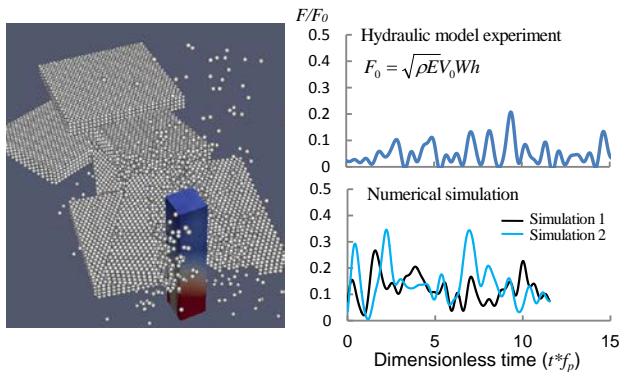 F/F₀
Hydraulic model experiment
F₀ = √ρE V₀Wh
0.5
0.4
0.3
0.2
0.1
0
Numerical simulation
Simulation 1
Simulation 2
0.5
0.4
0.3
0.2
0.1
0
0 5 10 15
Dimensionless time (t*fₚ)